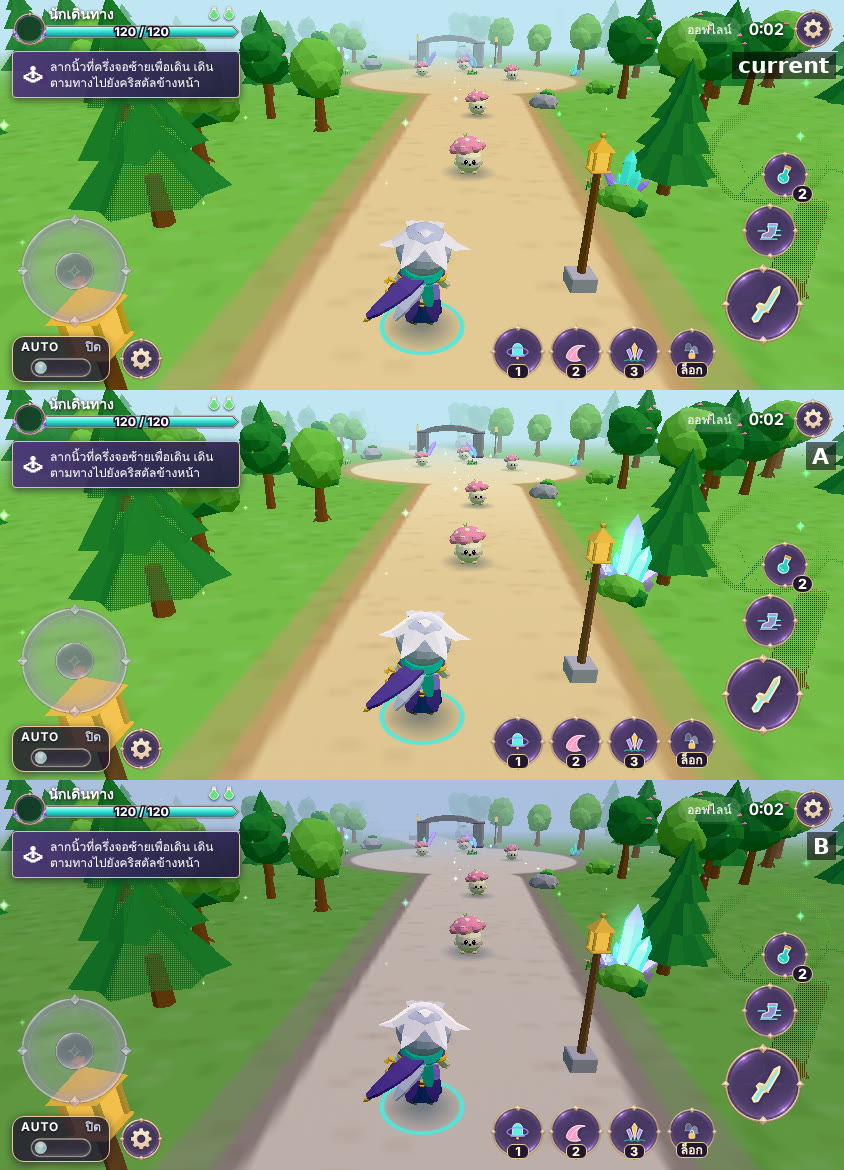 นักเดินทาง
120 / 120
ออฟไลน์ 0:02
current
ลากนิ้วที่ครึ่งจอซ้ายเพื่อเดิน เดิน
ตามทางไปยังคริสตัลข้างหน้า
2
AUTO ปิด
1 2 3 ล็อก
นักเดินทาง
120 / 120
ออฟไลน์ 0:02
A
ลากนิ้วที่ครึ่งจอซ้ายเพื่อเดิน เดิน
ตามทางไปยังคริสตัลข้างหน้า
2
AUTO ปิด
1 2 3 ล็อก
นักเดินทาง
120 / 120
ออฟไลน์ 0:02
B
ลากนิ้วที่ครึ่งจอซ้ายเพื่อเดิน เดิน
ตามทางไปยังคริสตัลข้างหน้า
2
AUTO ปิด
1 2 3 ล็อก